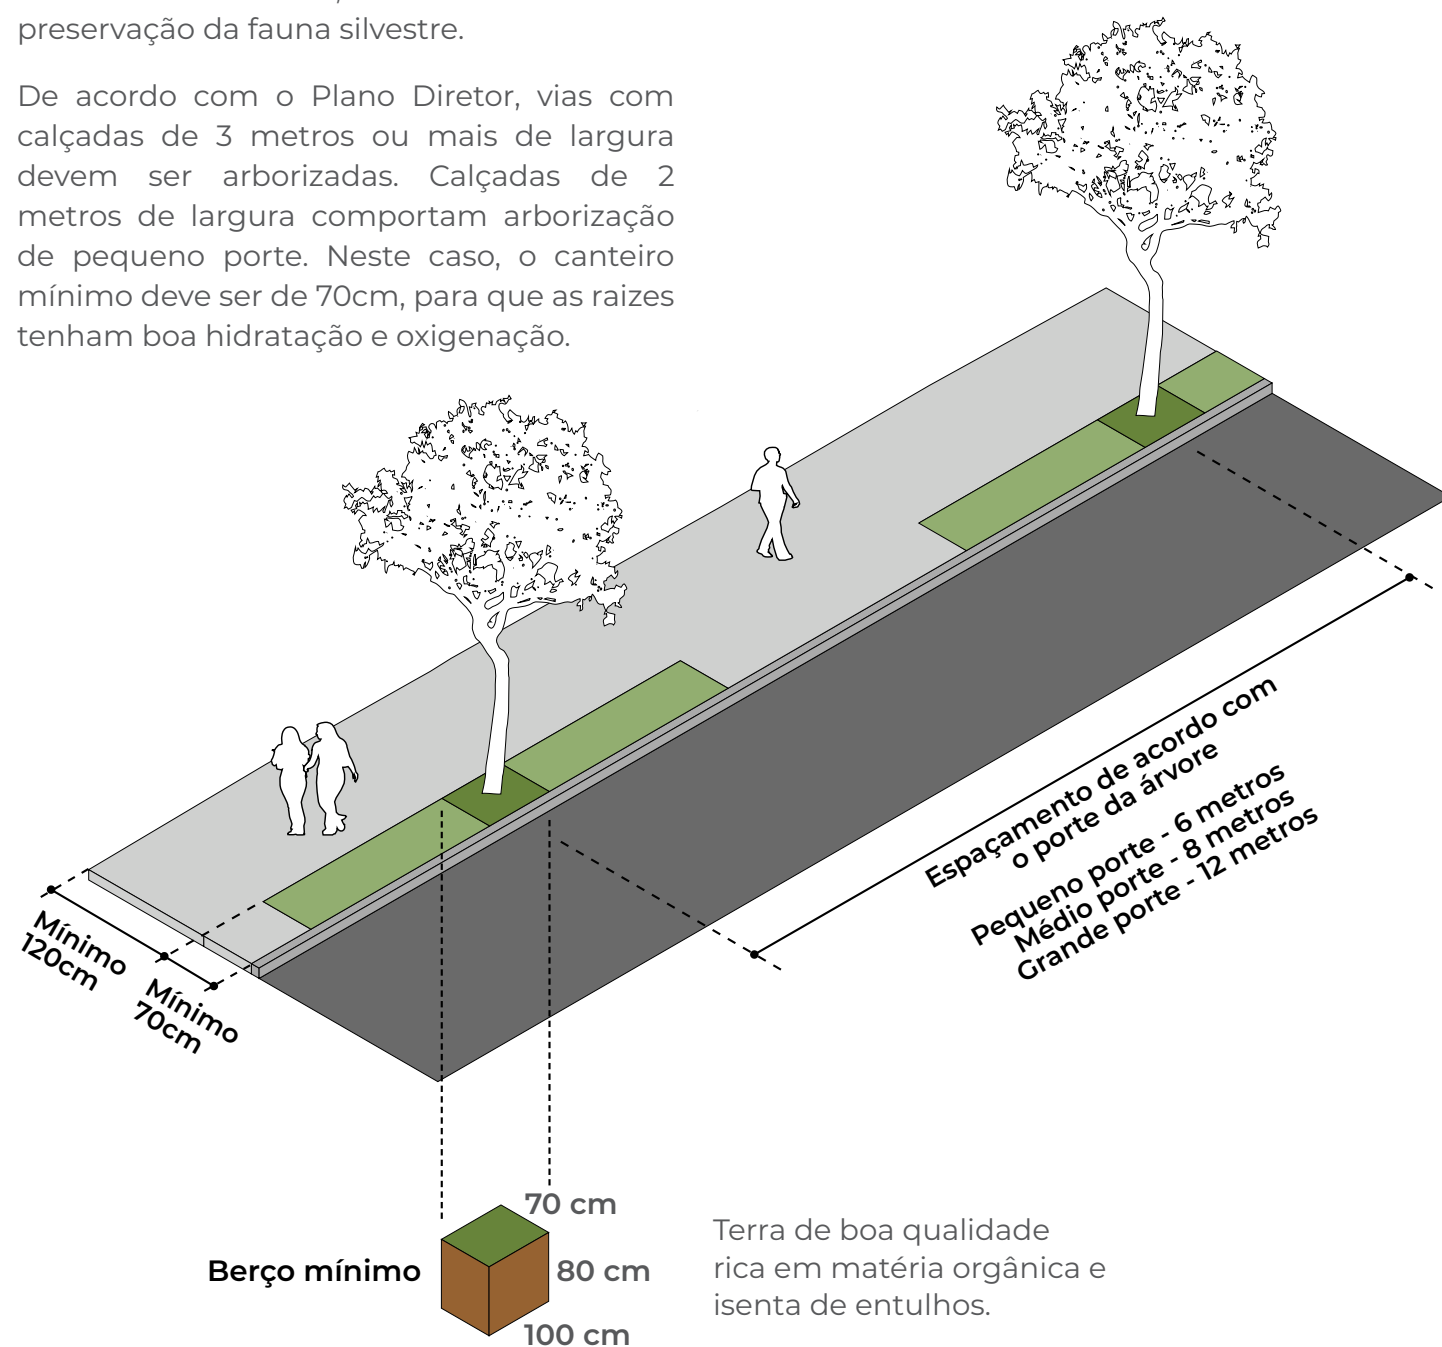 preservação da fauna silvestre.
De acordo com o Plano Diretor, vias com
calçadas de 3 metros ou mais de largura
devem ser arborizadas. Calçadas de 2
metros de largura comportam arborização
de pequeno porte. Neste caso, o canteiro
mínimo deve ser de 70cm, para que as raizes
tenham boa hidratação e oxigenação.
Espaçamento de acordo com
o porte da árvore
Pequeno porte - 6 metros
Médio porte - 8 metros
Grande porte - 12 metros
Mínimo
120cm
Mínimo
70cm
70 cm
Berço mínimo
80 cm
100 cm
Terra de boa qualidade
rica em matéria orgânica e
isenta de entulhos.